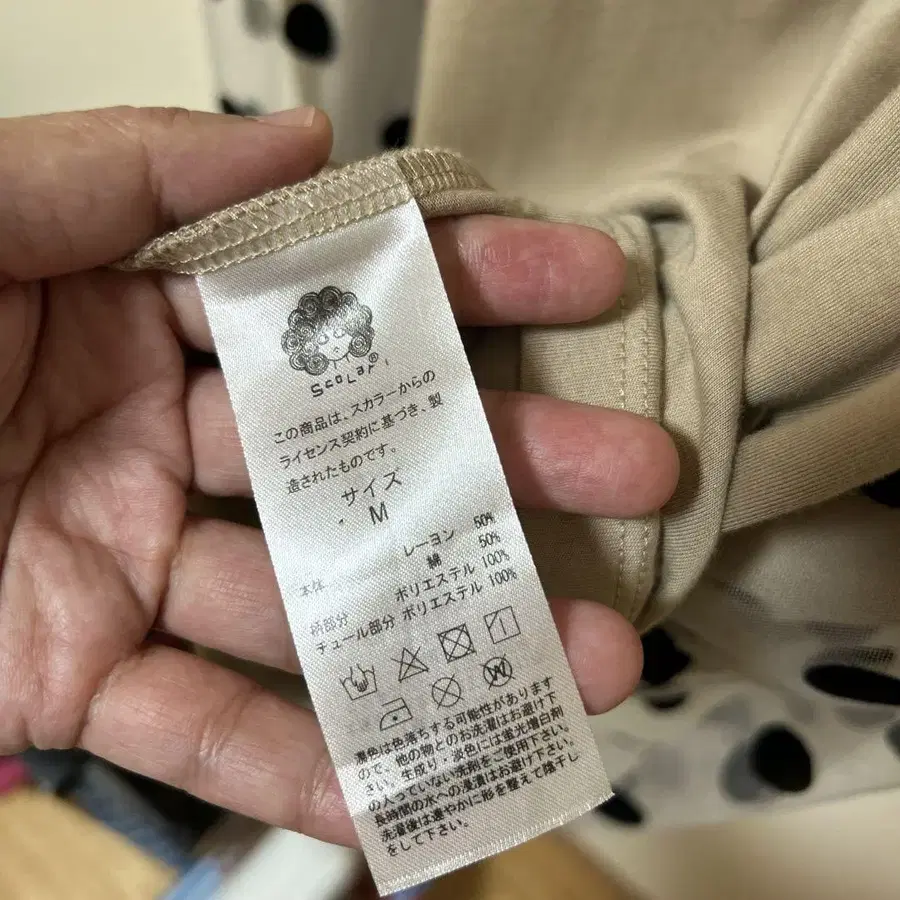 ScoLar®
この商品は、スカラーからの
ライセンス契約に基づき、製
造されたものです。
サイズ
・M
本体 レーヨン 50%
綿 50%
柄部分 ポリエステル 100%
チュール部分 ポリエステル 100%
W
濃色は色落ちする可能性があります
ので、他の物とのお洗濯はお避け下
さい。生成り・淡色には蛍光増白剤
の入っていない洗剤をご使用下さい。
長時間の水への浸漬はお避け下さい。
洗濯後は速やかに形を整えて陰干し
をして下さい。